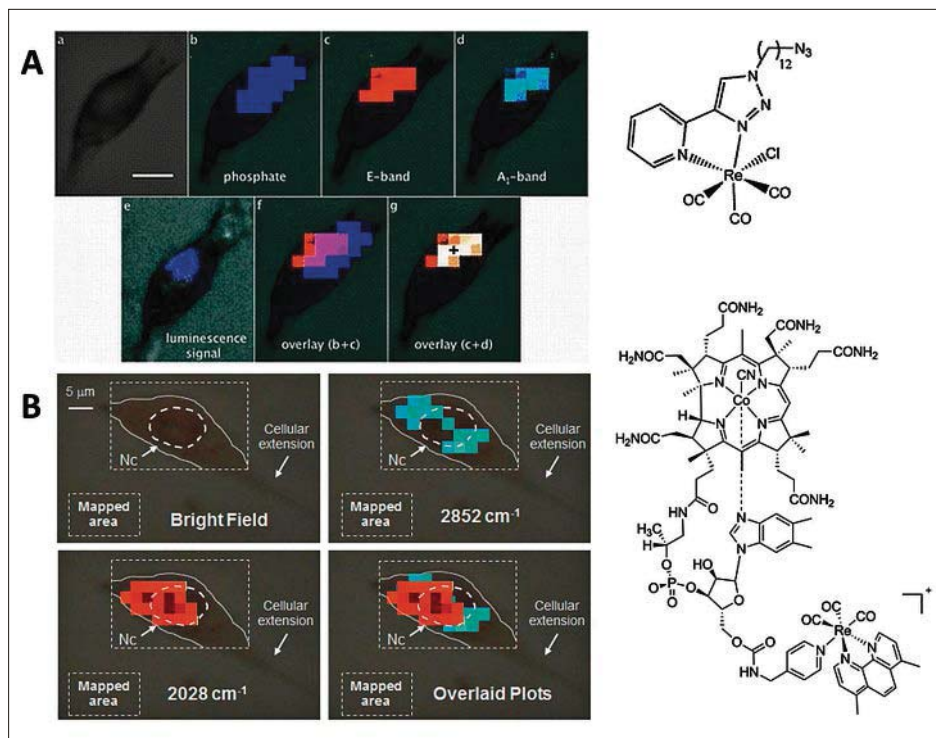 A
a
b
phosphate
c
E-band
d
A₁-band
e
luminescence
signal
f
overlay (b+c)
g
+
overlay (c+d)
( )₁₂ N₃
N
N
N
N
Re
Cl
OC
CO
CO
B
5 μm
Nc
Cellular
extension
Mapped
area
Bright Field
Nc
Cellular
extension
Mapped
area
2852 cm⁻¹
Nc
Cellular
extension
Mapped
area
2028 cm⁻¹
Nc
Cellular
extension
Mapped
area
Overlaid Plots
CONH₂
CONH₂
CONH₂
H₂NOC
CN
N
N
Co
N
N
H
H₂NOC
CONH₂
O
NH
H₃C
H
N
N
O
HO
O=P-O
O
O
O
O
HN
N
OC
CO
CO
Re
N
N
+